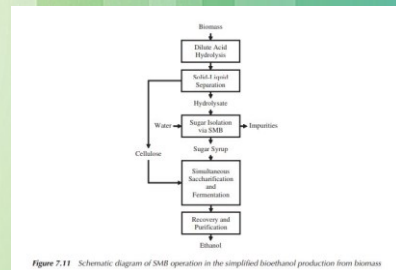 Biomass
Dilute Acid
Hydrolysis
Solid-Liquid
Separation
Hydrolysate
Water
Sugar Isolation
via SMB
Impurities
Sugar Syrup
Cellulose
Simultaneous
Saccharification
and
Fermentation
Recovery and
Purification
Ethanol
Figure 7.11 Schematic diagram of SMB operation in the simplified bioethanol production from biomass